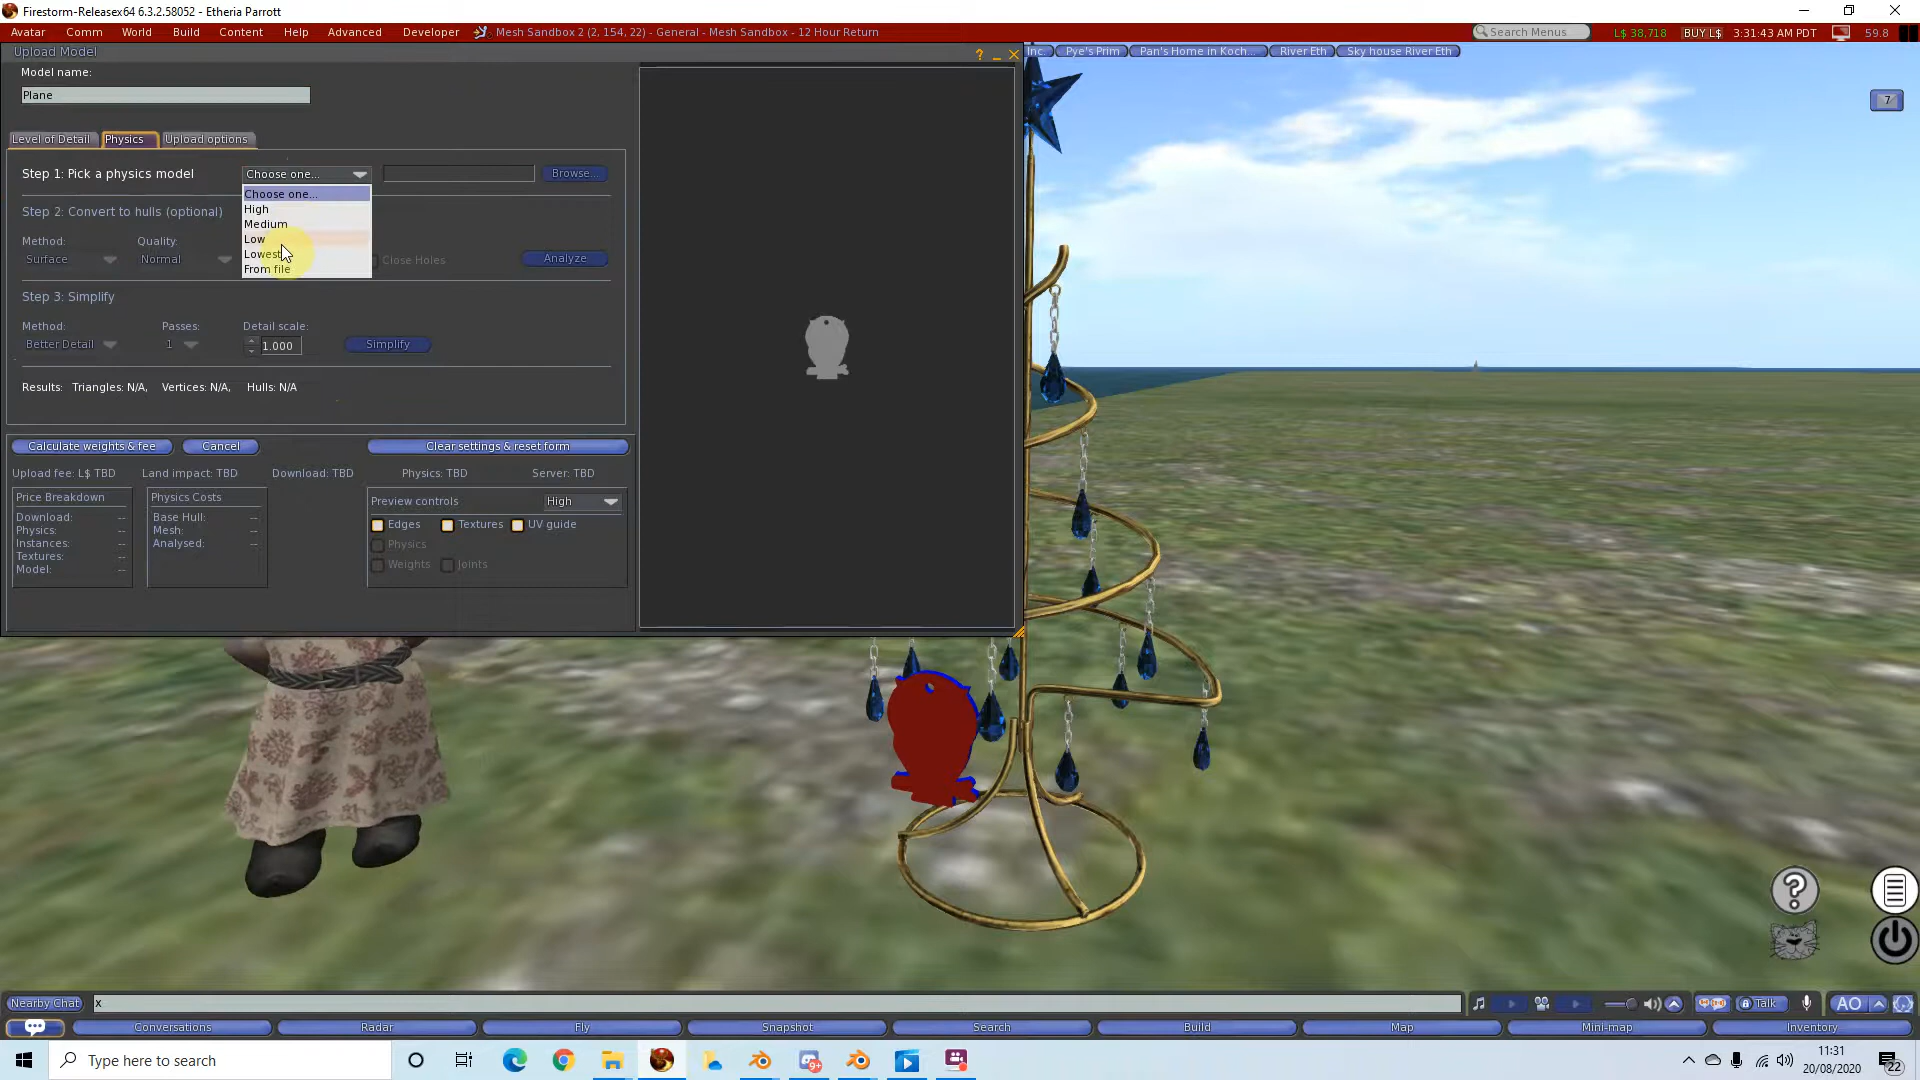 Firestorm-Releasex64 6.3.2.58052 - Etheria Parrott
Avatar Comm World Build Content Help Advanced Developer Mesh Sandbox 2 (2, 154, 22) - General - Mesh Sandbox - 12 Hour Return Search Menus L$ 38,718 BUY L$ 3:31:43 AM PDT 59.8
Upload Model ? Inc. Pye's Prim Pan's Home in Koch... River Eth Sky house River Eth
Model name:
Plane
7
Level of Detail Physics Upload options
Step 1: Pick a physics model Choose one... Browse...
Choose one...
High
Medium
Low
Lowest
From file
Step 2: Convert to hulls (optional)
Method: Quality:
Surface Normal Close Holes Analyze
Step 3: Simplify
Method: Passes: Detail scale:
Better Detail 1 1.000 Simplify
Results: Triangles: N/A, Vertices: N/A, Hulls: N/A
Calculate weights & fee Cancel Clear settings & reset form
Upload fee: L$ TBD Land impact: TBD Download: TBD Physics: TBD Server: TBD
Price Breakdown
Download: --
Physics: --
Instances: --
Textures: --
Model: --
Physics Costs
Base Hull: --
Mesh: --
Analysed: --
Preview controls High
Edges Textures UV guide
Physics
Weights Joints
?
Nearby Chat x Talk AO
Conversations Radar Fly Snapshot Search Build Map Mini-map Inventory
Type here to search 9+ 11:31
20/08/2020 22